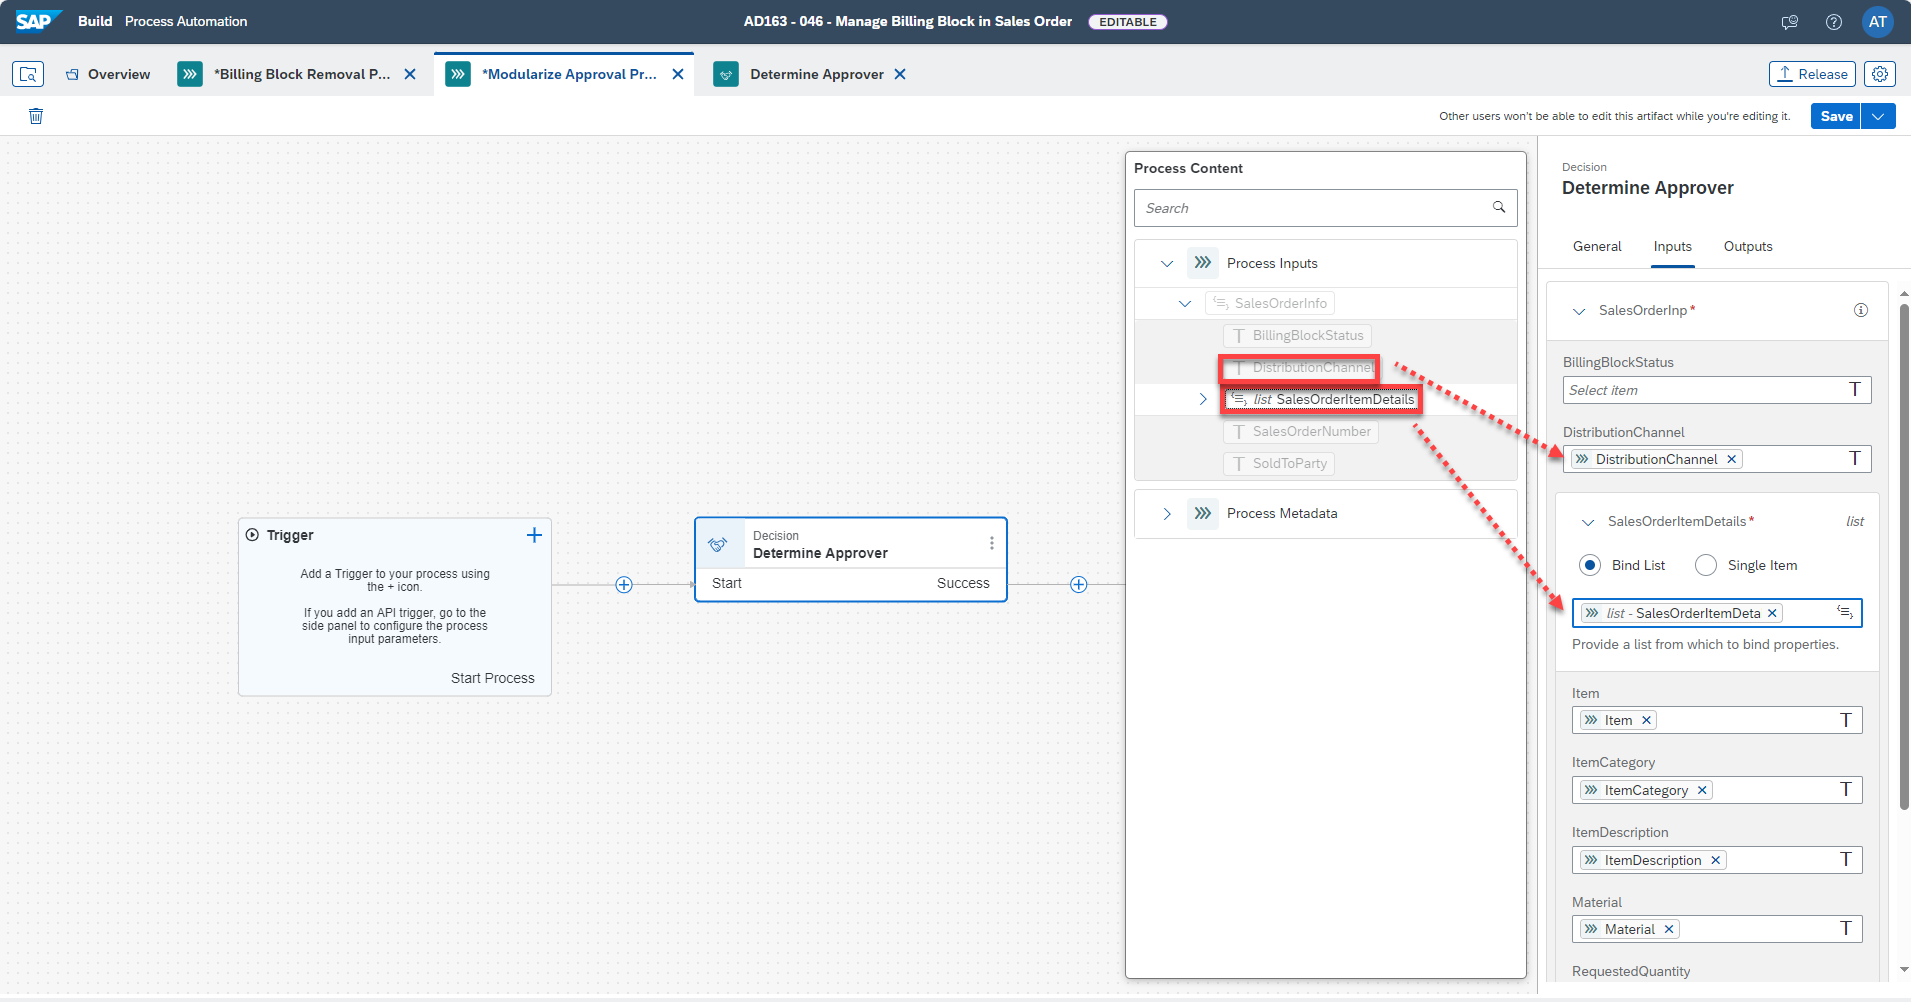 SAP Build Process Automation
AD163 - 046 - Manage Billing Block in Sales Order EDITABLE
AT
Overview
*Billing Block Removal P...
*Modularize Approval Pr...
Determine Approver
Release
Other users won't be able to edit this artifact while you're editing it.
Save
Trigger
Add a Trigger to your process using
the + icon.
If you add an API trigger, go to the
side panel to configure the process
input parameters.
Start Process
Decision
Determine Approver
Start
Success
Process Content
Search
Process Inputs
SalesOrderInfo
BillingBlockStatus
DistributionChannel
list SalesOrderItemDetails
SalesOrderNumber
SoldToParty
Process Metadata
Decision
Determine Approver
General
Inputs
Outputs
SalesOrderInp*
BillingBlockStatus
Select item
DistributionChannel
DistributionChannel
SalesOrderItemDetails* list
Bind List
Single Item
list - SalesOrderItemDeta
Provide a list from which to bind properties.
Item
Item
ItemCategory
ItemCategory
ItemDescription
ItemDescription
Material
Material
RequestedQuantity